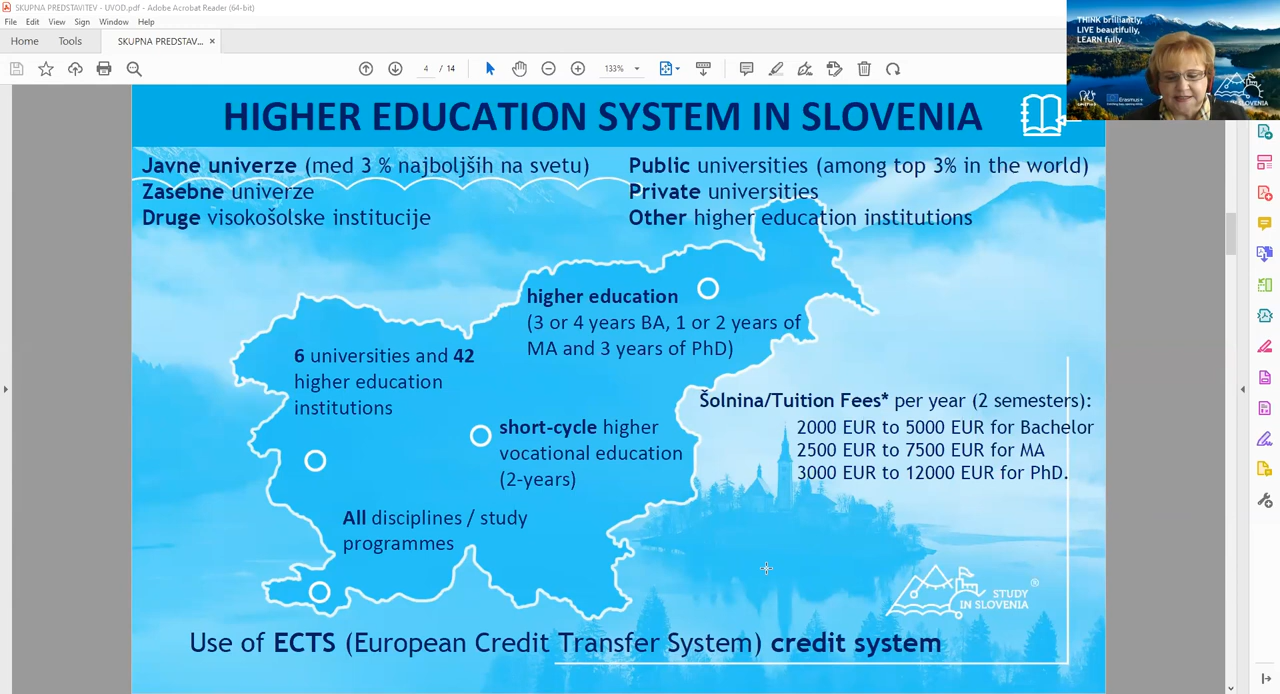 SKUPNA PREDSTAVITEV - UVOD.pdf - Adobe Acrobat Reader (64-bit)
File Edit View Sign Window Help
Home Tools SKUPNA PREDSTAV... ×
4 / 14 133%
THINK brilliantly,
LIVE beautifully,
LEARN fully
Erasmus+
IN SLOVENIA
HIGHER EDUCATION SYSTEM IN SLOVENIA
Javne univerze (med 3 % najboljših na svetu)
Zasebne univerze
Druge visokošolske institucije
Public universities (among top 3% in the world)
Private universities
Other higher education institutions
higher education
(3 or 4 years BA, 1 or 2 years of
MA and 3 years of PhD)
6 universities and 42
higher education
institutions
Šolnina/Tuition Fees* per year (2 semesters):
2000 EUR to 5000 EUR for Bachelor
2500 EUR to 7500 EUR for MA
3000 EUR to 12000 EUR for PhD.
short-cycle higher
vocational education
(2-years)
All disciplines / study
programmes
STUDY
IN SLOVENIA
®
Use of ECTS (European Credit Transfer System) credit system